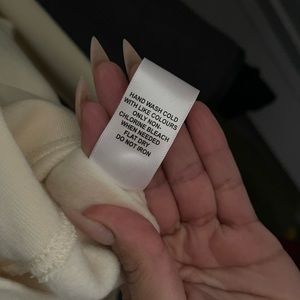 HAND WASH COLD
WITH LIKE COLOURS
ONLY NON-
CHLORINE BLEACH
WHEN NEEDED
FLAT DRY
DO NOT IRON